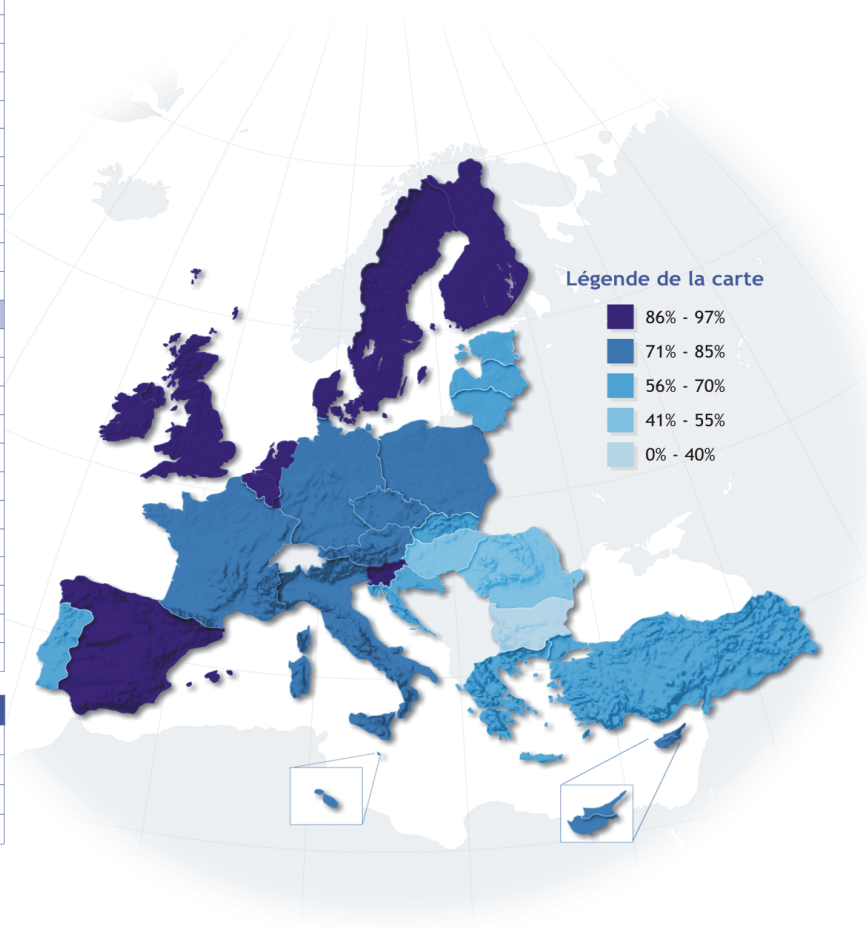 Légende de la carte
86% - 97%
71% - 85%
56% - 70%
41% - 55%
0% - 40%